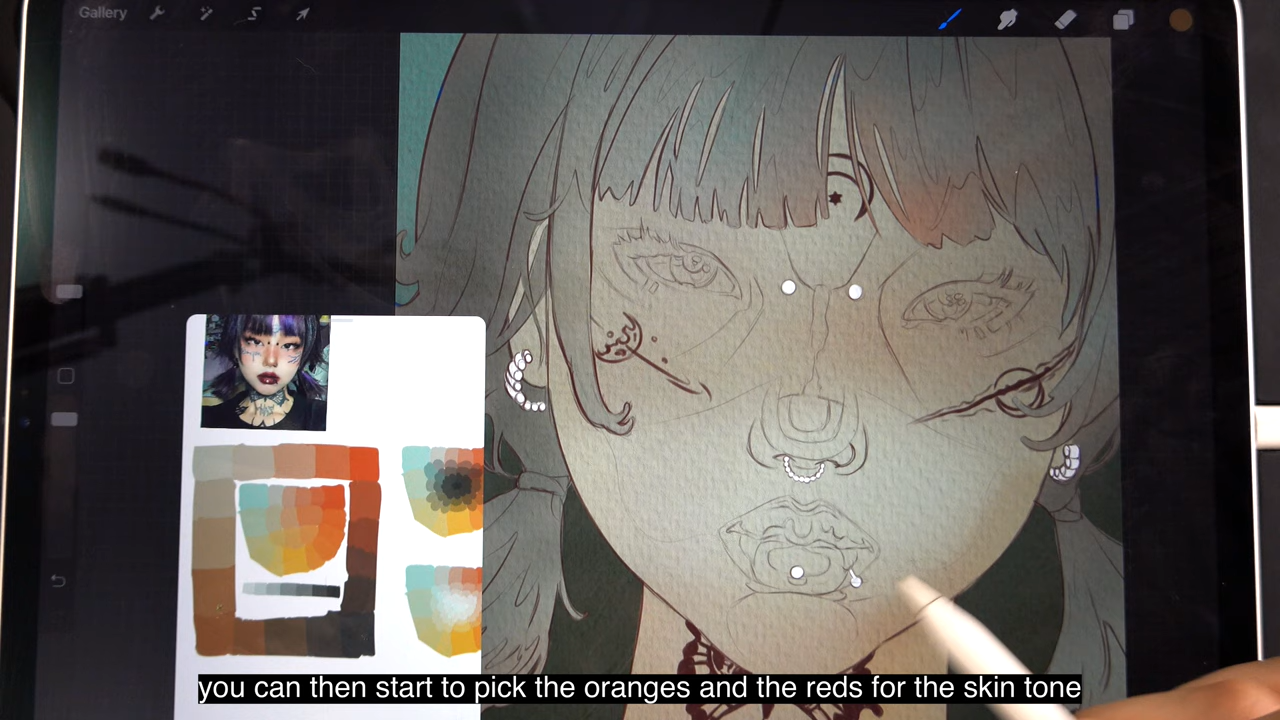 Gallery
you can then start to pick the oranges and the reds for the skin tone